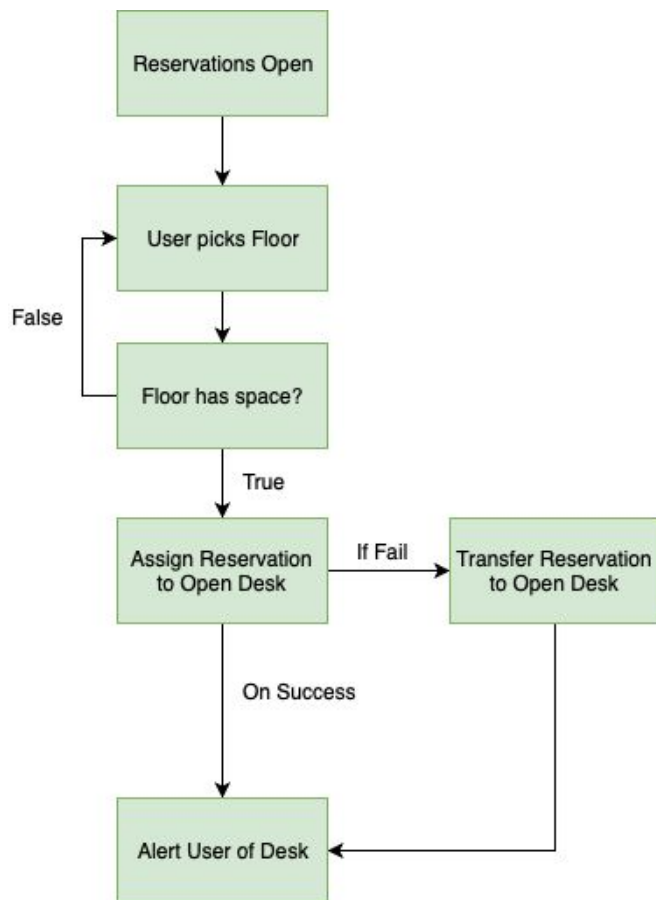 Reservations Open
User picks Floor
False
Floor has space?
True
Assign Reservation
to Open Desk
If Fail
Transfer Reservation
to Open Desk
On Success
Alert User of Desk